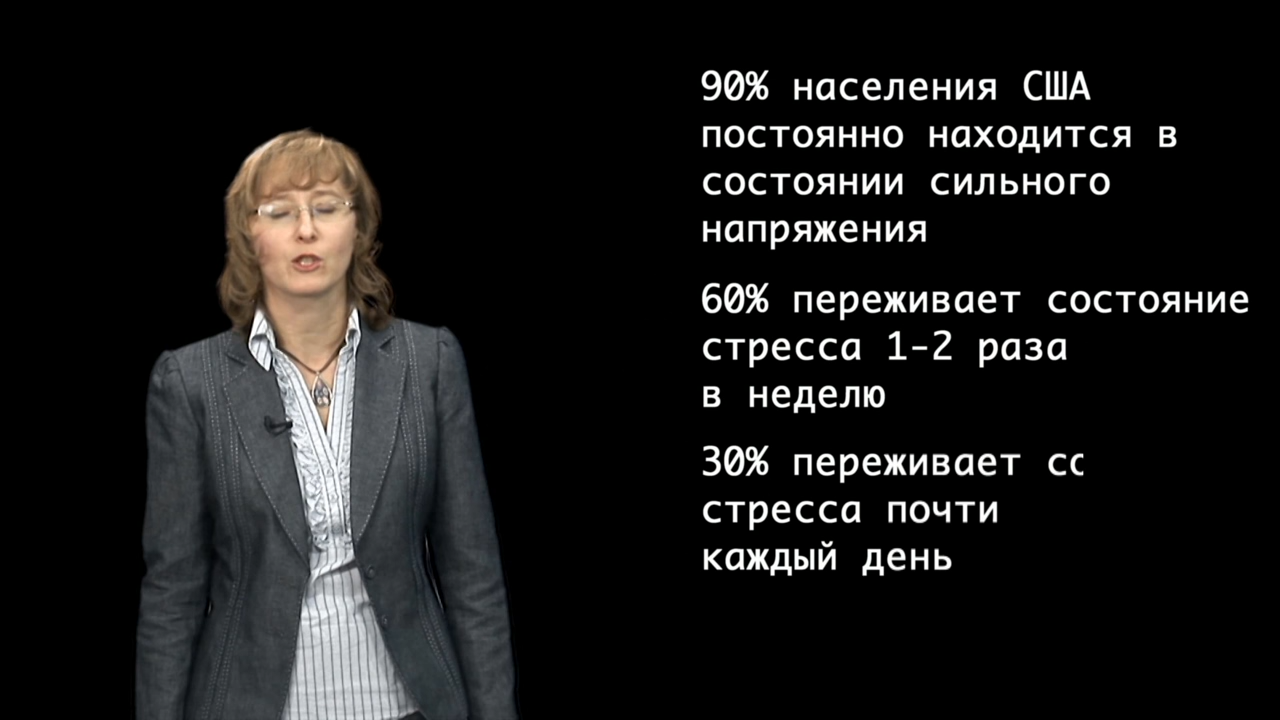 90% населения США
постоянно находится в
состоянии сильного
напряжения
60% переживает состояние
стресса 1-2 раза
в неделю
30% переживает
стресса почти
каждый день